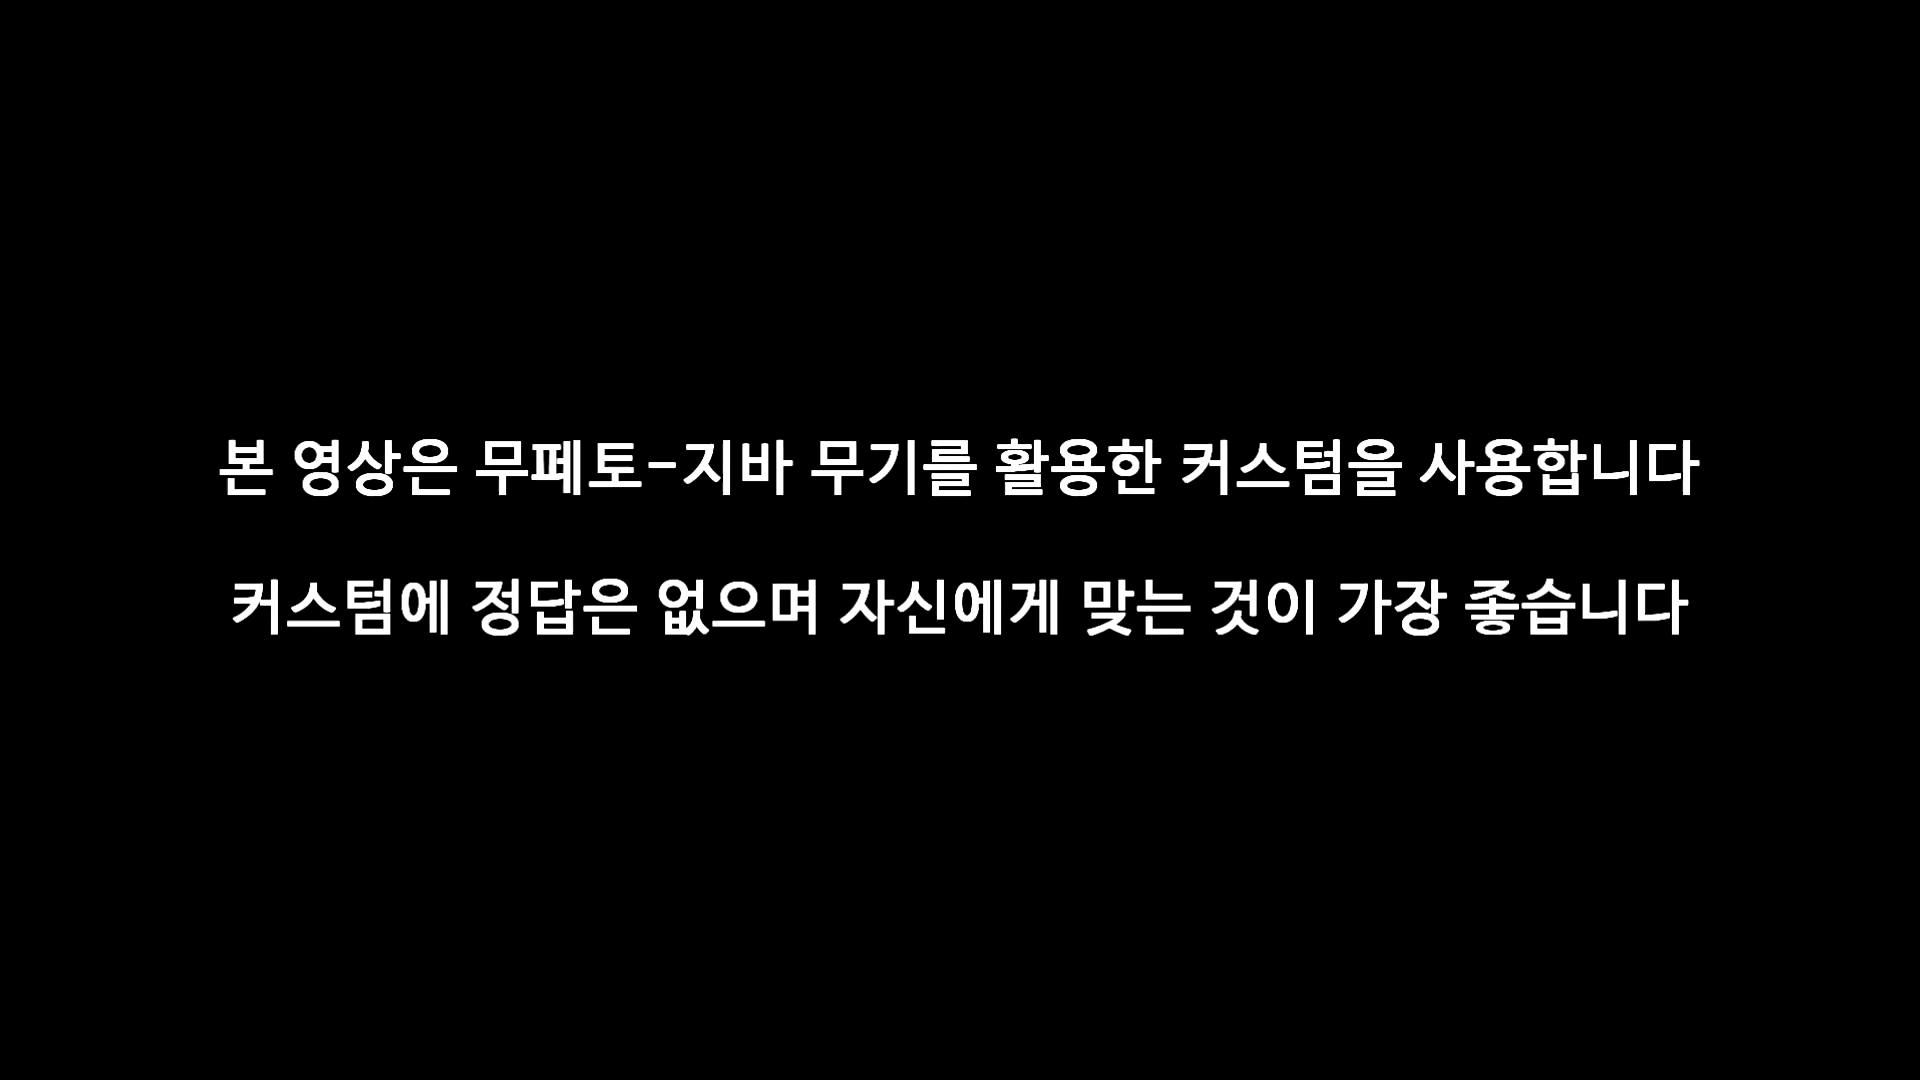 본 영상은 무페토-지바 무기를 활용한 커스텀을 사용합니다
커스텀에 정답은 없으며 자신에게 맞는 것이 가장 좋습니다